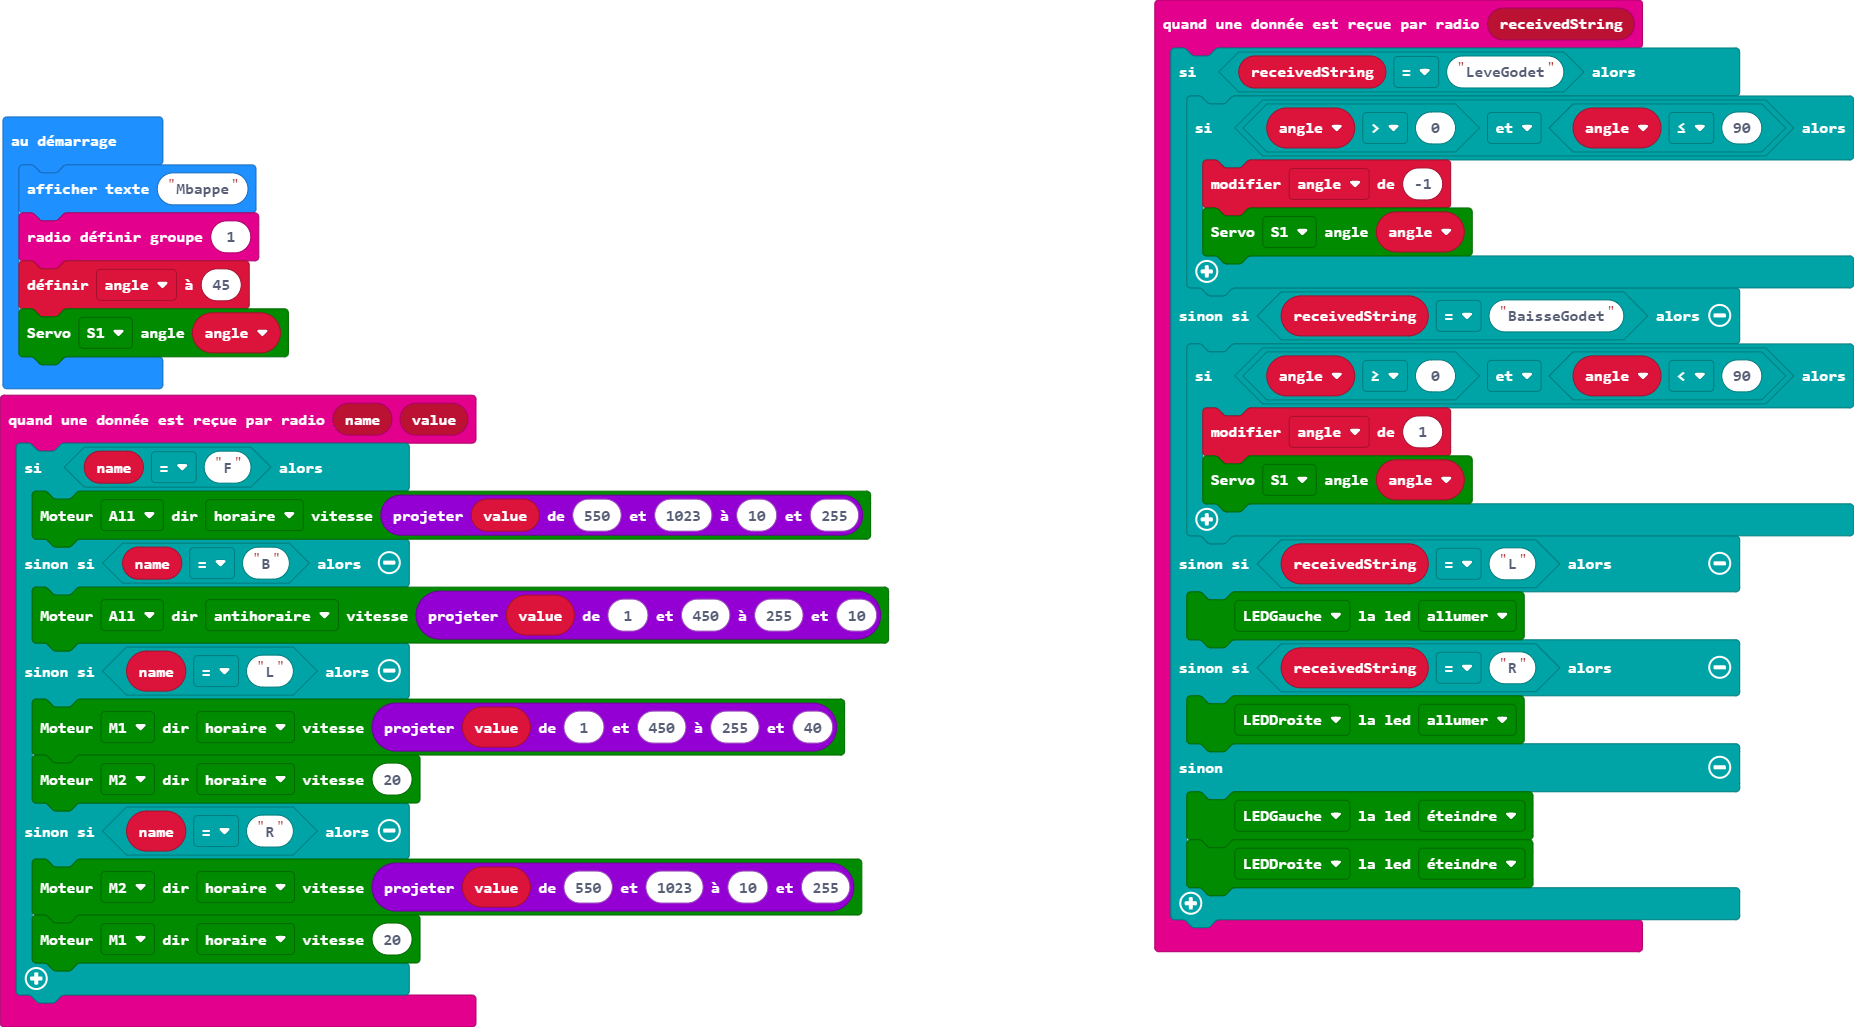 au démarrage
afficher texte "Mbappe"
radio définir groupe 1
définir angle à 45
Servo S1 angle angle
quand une donnée est reçue par radio name value
si name = "F" alors
Moteur All dir horaire vitesse projeter value de 550 et 1023 à 10 et 255
sinon si name = "B" alors
Moteur All dir antihoraire vitesse projeter value de 1 et 450 à 255 et 10
sinon si name = "L" alors
Moteur M1 dir horaire vitesse projeter value de 1 et 450 à 255 et 40
Moteur M2 dir horaire vitesse 20
sinon si name = "R" alors
Moteur M2 dir horaire vitesse projeter value de 550 et 1023 à 10 et 255
Moteur M1 dir horaire vitesse 20
quand une donnée est reçue par radio receivedString
si receivedString = "LeveGodet" alors
si angle > 0 et angle ≤ 90 alors
modifier angle de -1
Servo S1 angle angle
sinon si receivedString = "BaisseGodet" alors
si angle ≥ 0 et angle < 90 alors
modifier angle de 1
Servo S1 angle angle
sinon si receivedString = "L" alors
LEDGauche la led allumer
sinon si receivedString = "R" alors
LEDDroite la led allumer
sinon
LEDGauche la led éteindre
LEDDroite la led éteindre